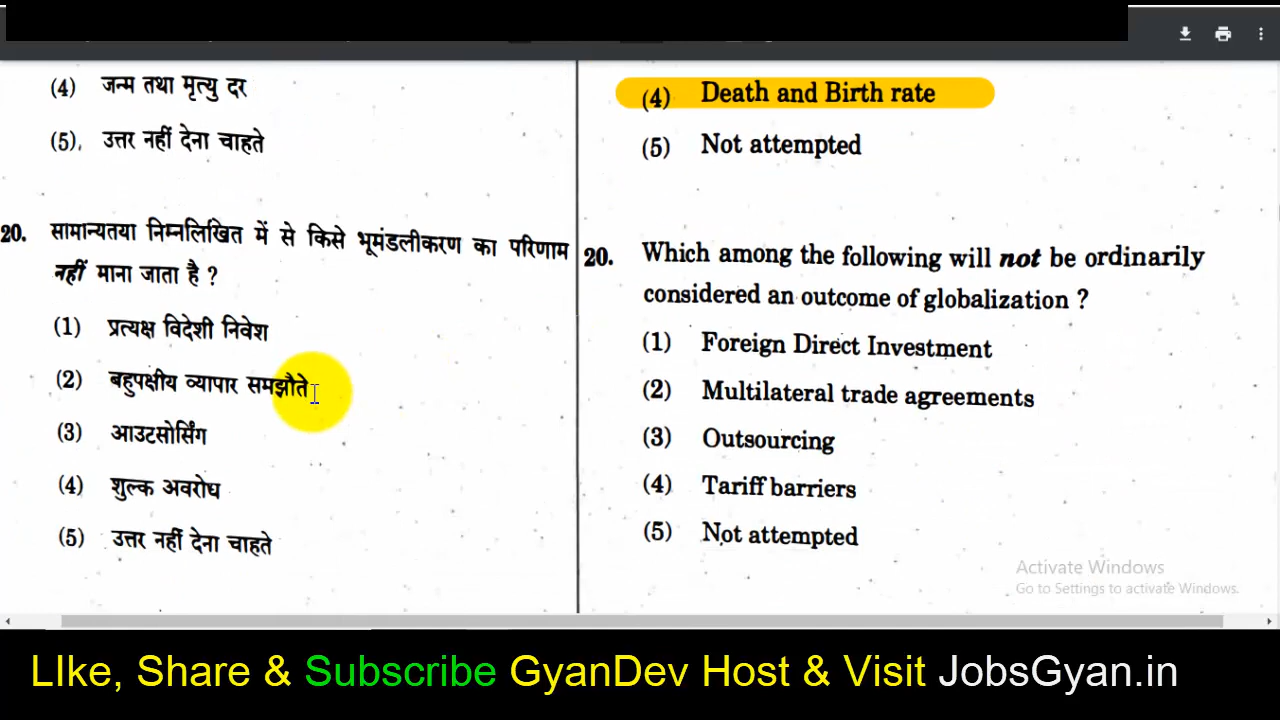 (4) जन्म तथा मृत्यु दर
(5). उत्तर नहीं देना चाहते
20. सामान्यतया निम्नलिखित में से किसे भूमंडलीकरण का परिणाम
नहीं माना जाता है ?
(1) प्रत्यक्ष विदेशी निवेश
(2) बहुपक्षीय व्यापार समझौते
(3) आउटसोर्सिंग
(4) शुल्क अवरोध
(5) उत्तर नहीं देना चाहते
(4) Death and Birth rate
(5) Not attempted
20. Which among the following will not be ordinarily
considered an outcome of globalization ?
(1) Foreign Direct Investment
(2) Multilateral trade agreements
(3) Outsourcing
(4) Tariff barriers
(5) Not attempted
Activate Windows
Go to Settings to activate Windows.
LIke, Share & Subscribe GyanDev Host & Visit JobsGyan.in